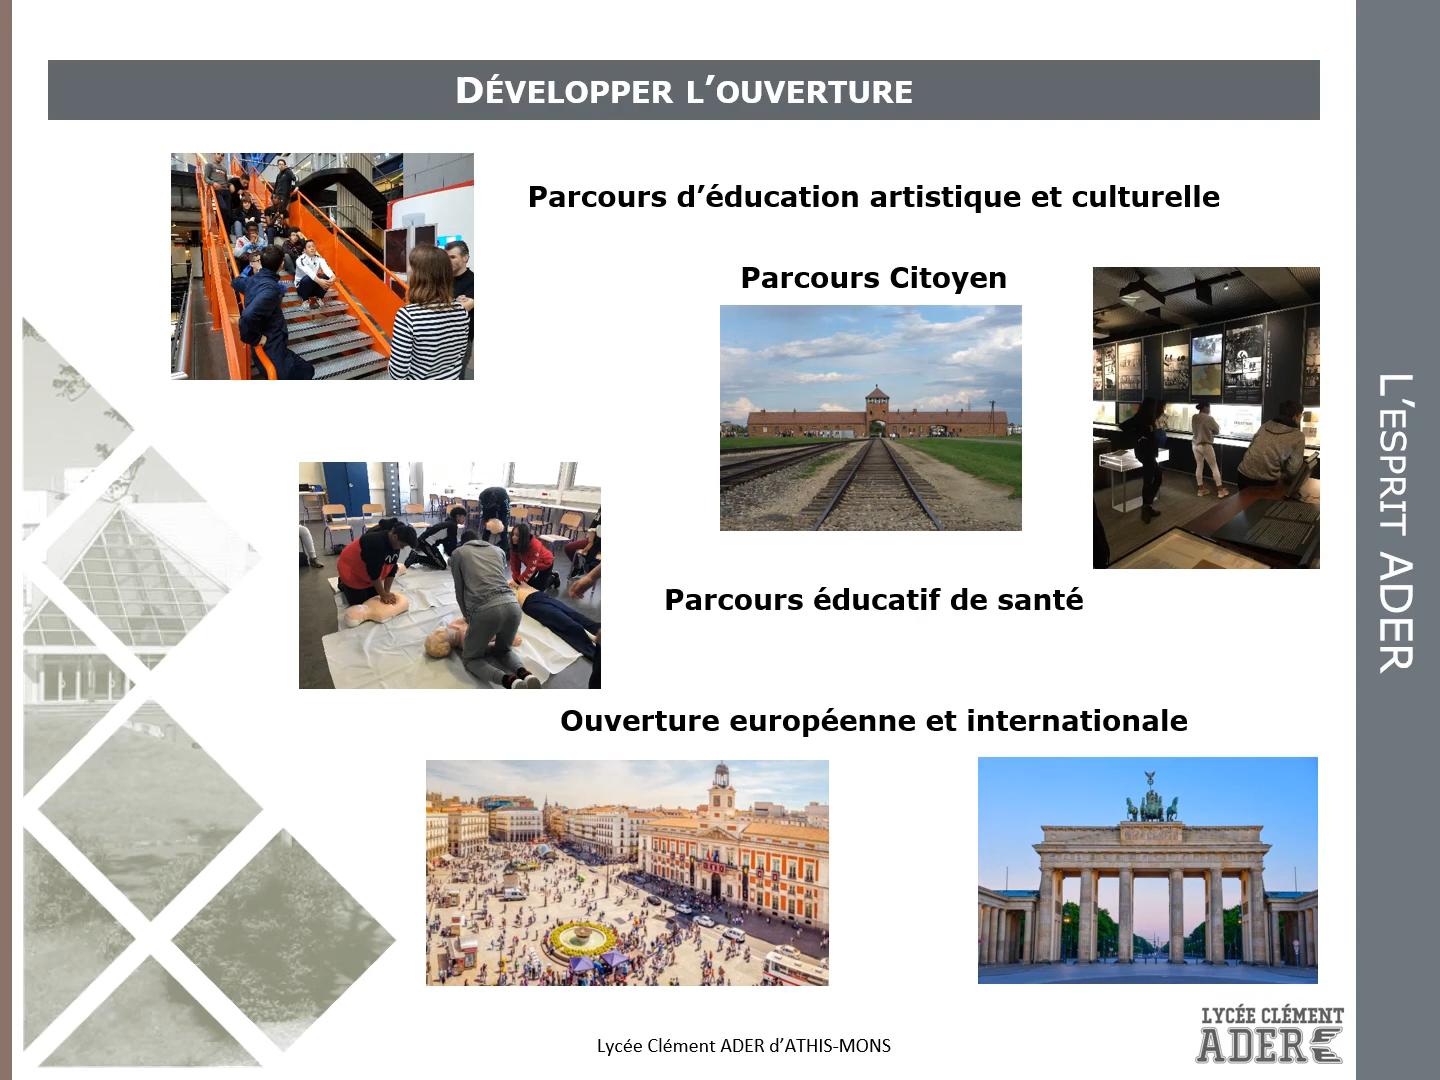 DÉVELOPPER L’OUVERTURE
Parcours d’éducation artistique et culturelle
Parcours Citoyen
Parcours éducatif de santé
Ouverture européenne et internationale
L’ESPRIT ADER
Lycée Clément ADER d’ATHIS-MONS
LYCÉE CLÉMENT
ADER